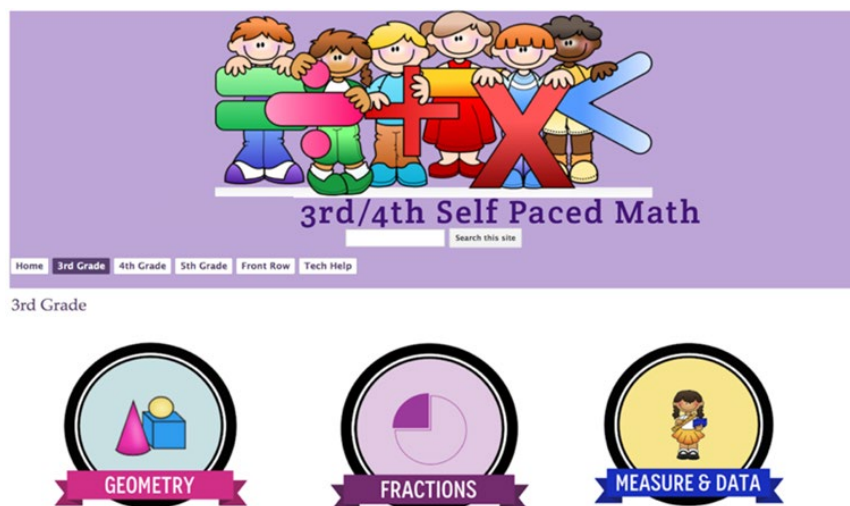 3rd/4th Self Paced Math
Search this site
Home 3rd Grade 4th Grade 5th Grade Front Row Tech Help
3rd Grade
GEOMETRY FRACTIONS MEASURE & DATA